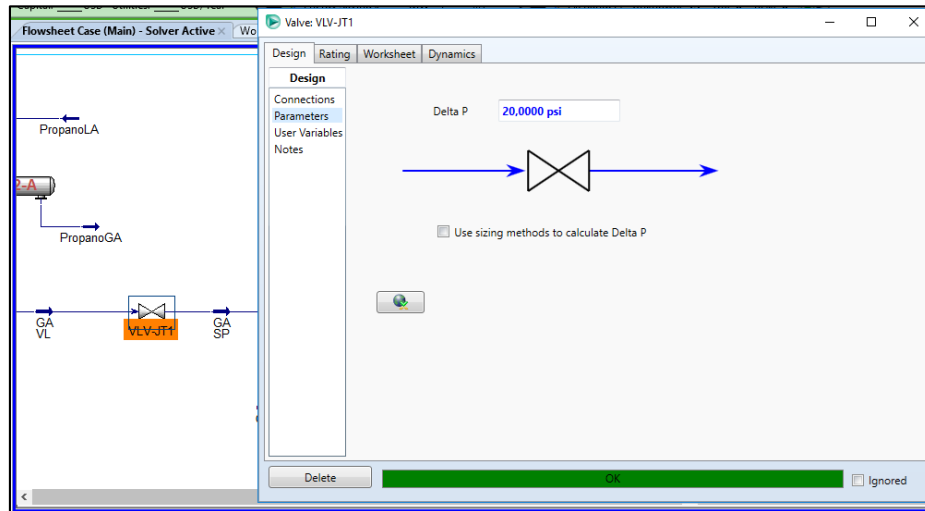 Flowsheet Case (Main) - Solver Active × Wo
PropanoLA
2-A
PropanoGA
GA
VL
VLV-JT1
GA
SP
Valve: VLV-JT1
Design Rating Worksheet Dynamics
Design
Connections
Parameters
User Variables
Notes
Delta P 20,0000 psi
Use sizing methods to calculate Delta P
Delete
OK
Ignored